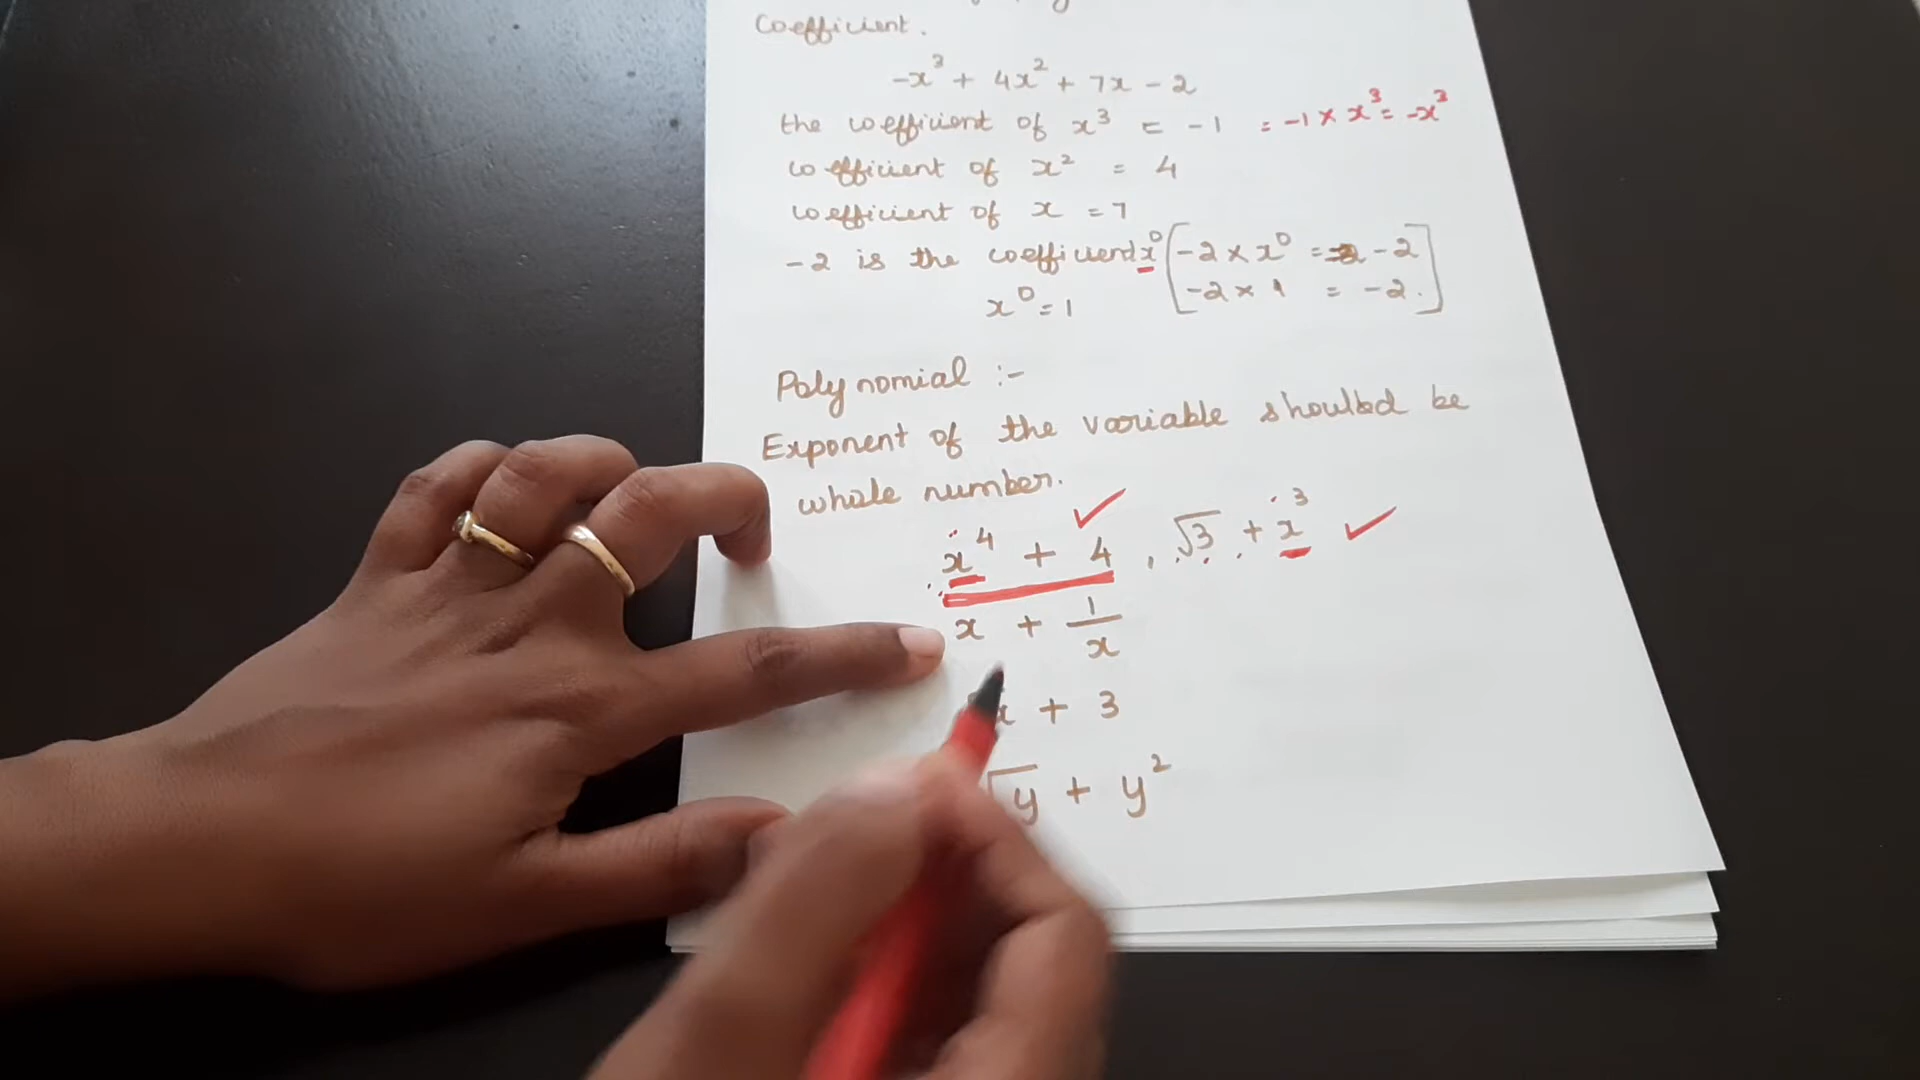 Coefficient.
-x³ + 4x² + 7x - 2
the coefficient of x³ = -1 = -1 × x³ = -x³
coefficient of x² = 4
coefficient of x = 7
-2 is the coefficient x⁰ [-2 × x⁰ = -2]
x⁰ = 1 [-2 × 1 = -2.]
Polynomial :-
Exponent of the variable should be
whole number.
x⁴ + 4 ✓, √3 + x³ ✓
x + 1/x
x + 3
√y + y²